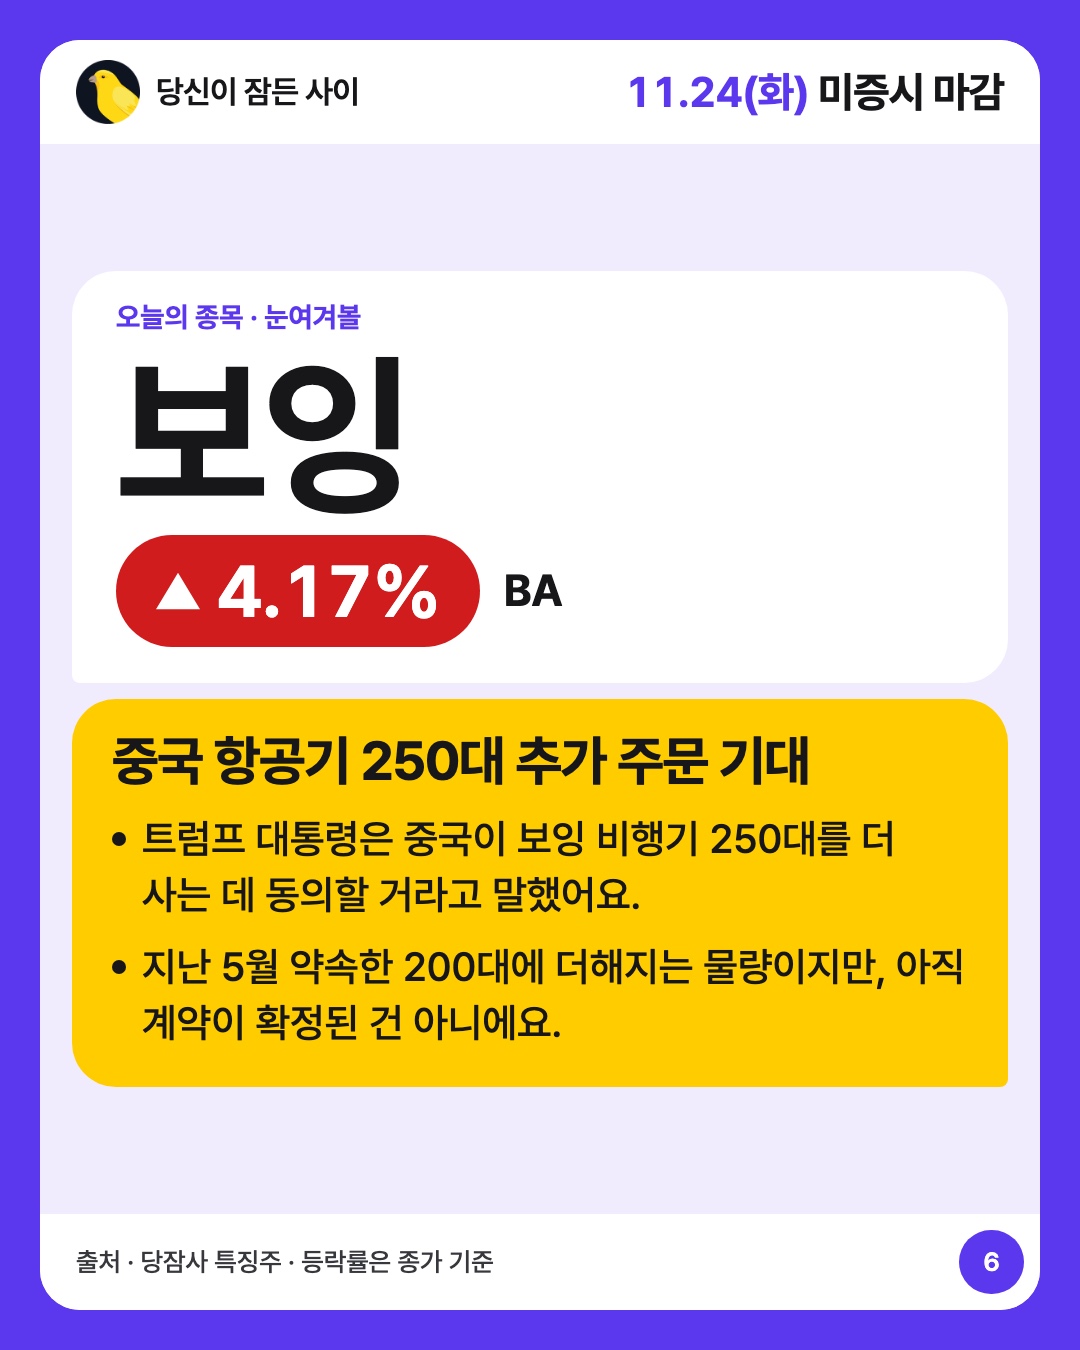 당신이 잠든 사이
11.24(화) 미증시 마감
오늘의 종목 · 눈여겨볼
보잉
▲ 4.17% BA
중국 항공기 250대 추가 주문 기대
• 트럼프 대통령은 중국이 보잉 비행기 250대를 더
사는 데 동의할 거라고 말했어요.
• 지난 5월 약속한 200대에 더해지는 물량이지만, 아직
계약이 확정된 건 아니에요.
출처 · 당잠사 특징주 · 등락률은 종가 기준
6